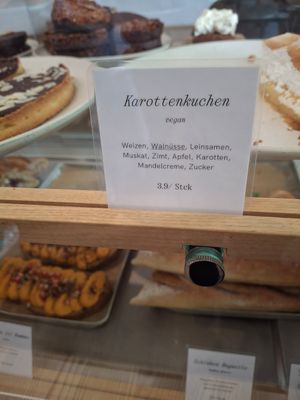 Karottenkuchen
vegan
Weizen, Walnüsse, Leinsamen,
Muskat, Zimt, Apfel, Karotten,
Mandelcreme, Zucker
3.9/ Stck